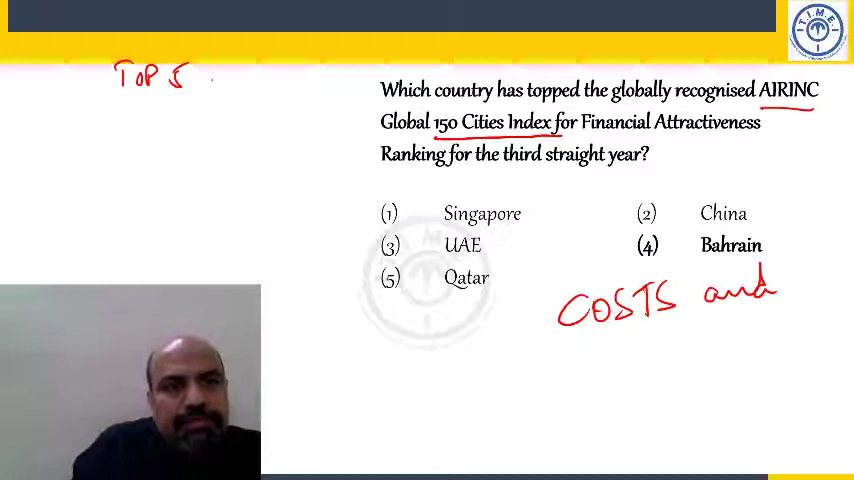 T.I.M.E.
TOP 5
Which country has topped the globally recognised AIRINC
Global 150 Cities Index for Financial Attractiveness
Ranking for the third straight year?
(1) Singapore (2) China
(3) UAE (4) Bahrain
(5) Qatar
COSTS and